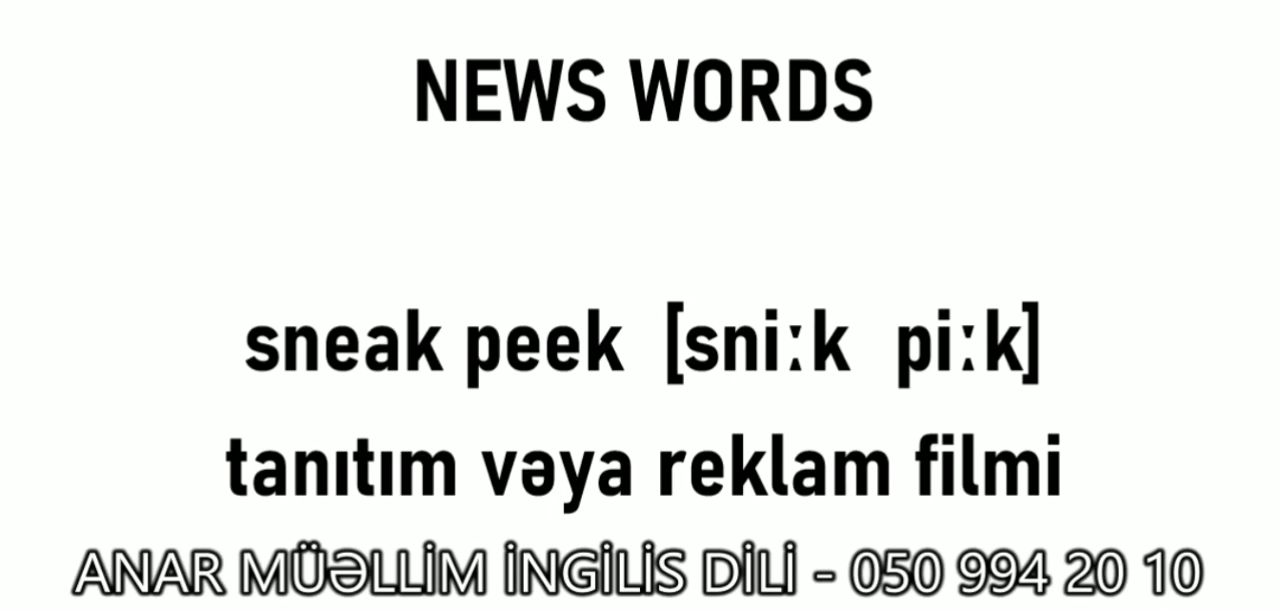 NEWS WORDS
sneak peek [sniːk piːk]
tanıtım vəya reklam filmi
ANAR MÜƏLLİM İNGİLİS DİLİ - 050 994 20 10